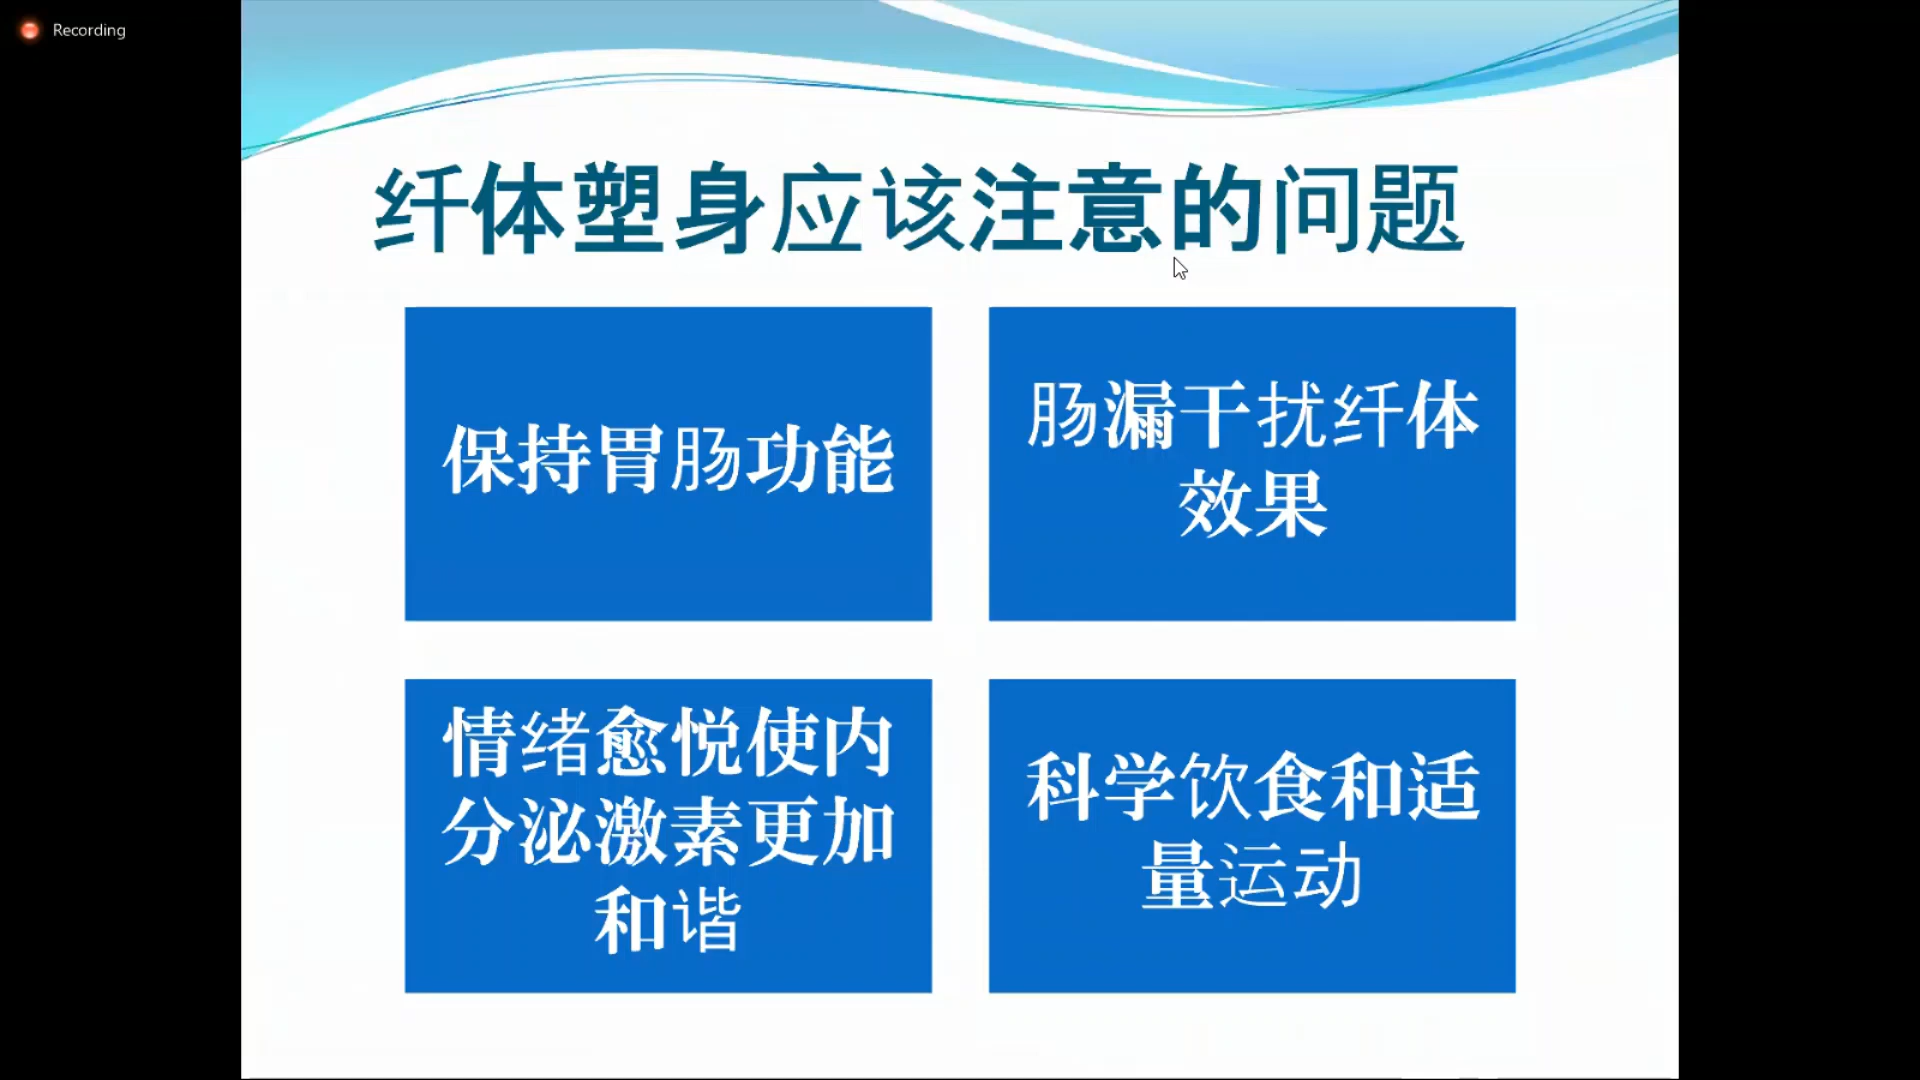 Recording
纤体塑身应该注意的问题
保持胃肠功能
肠漏干扰纤体
效果
情绪愈悦使内
分泌激素更加
和谐
科学饮食和适
量运动